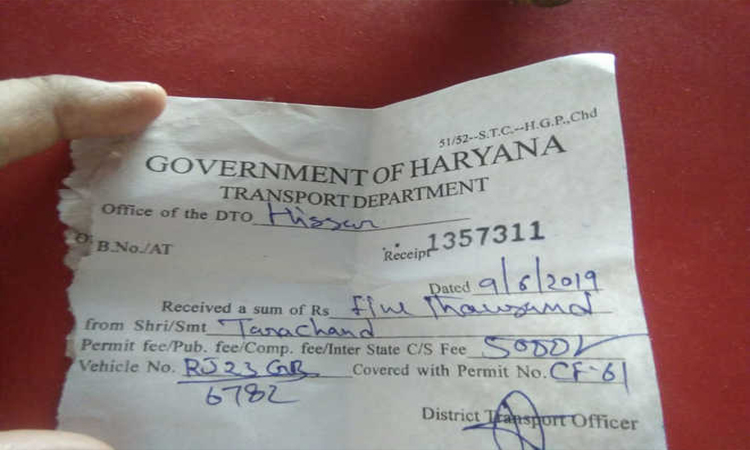 51/52--S.T.C.--H.G.P.,Chd
GOVERNMENT OF HARYANA
TRANSPORT DEPARTMENT
Office of the DTO Hissar
B.No./AT Receipt 1357311
Dated 9/6/2019
Received a sum of Rs five Thousand
from Shri/Smt Tarachand
Permit fee/Pub. fee/Comp. fee/Inter State C/S Fee 5000/
Vehicle No. RJ23GB Covered with Permit No. CF-61
6782
District Transport Officer